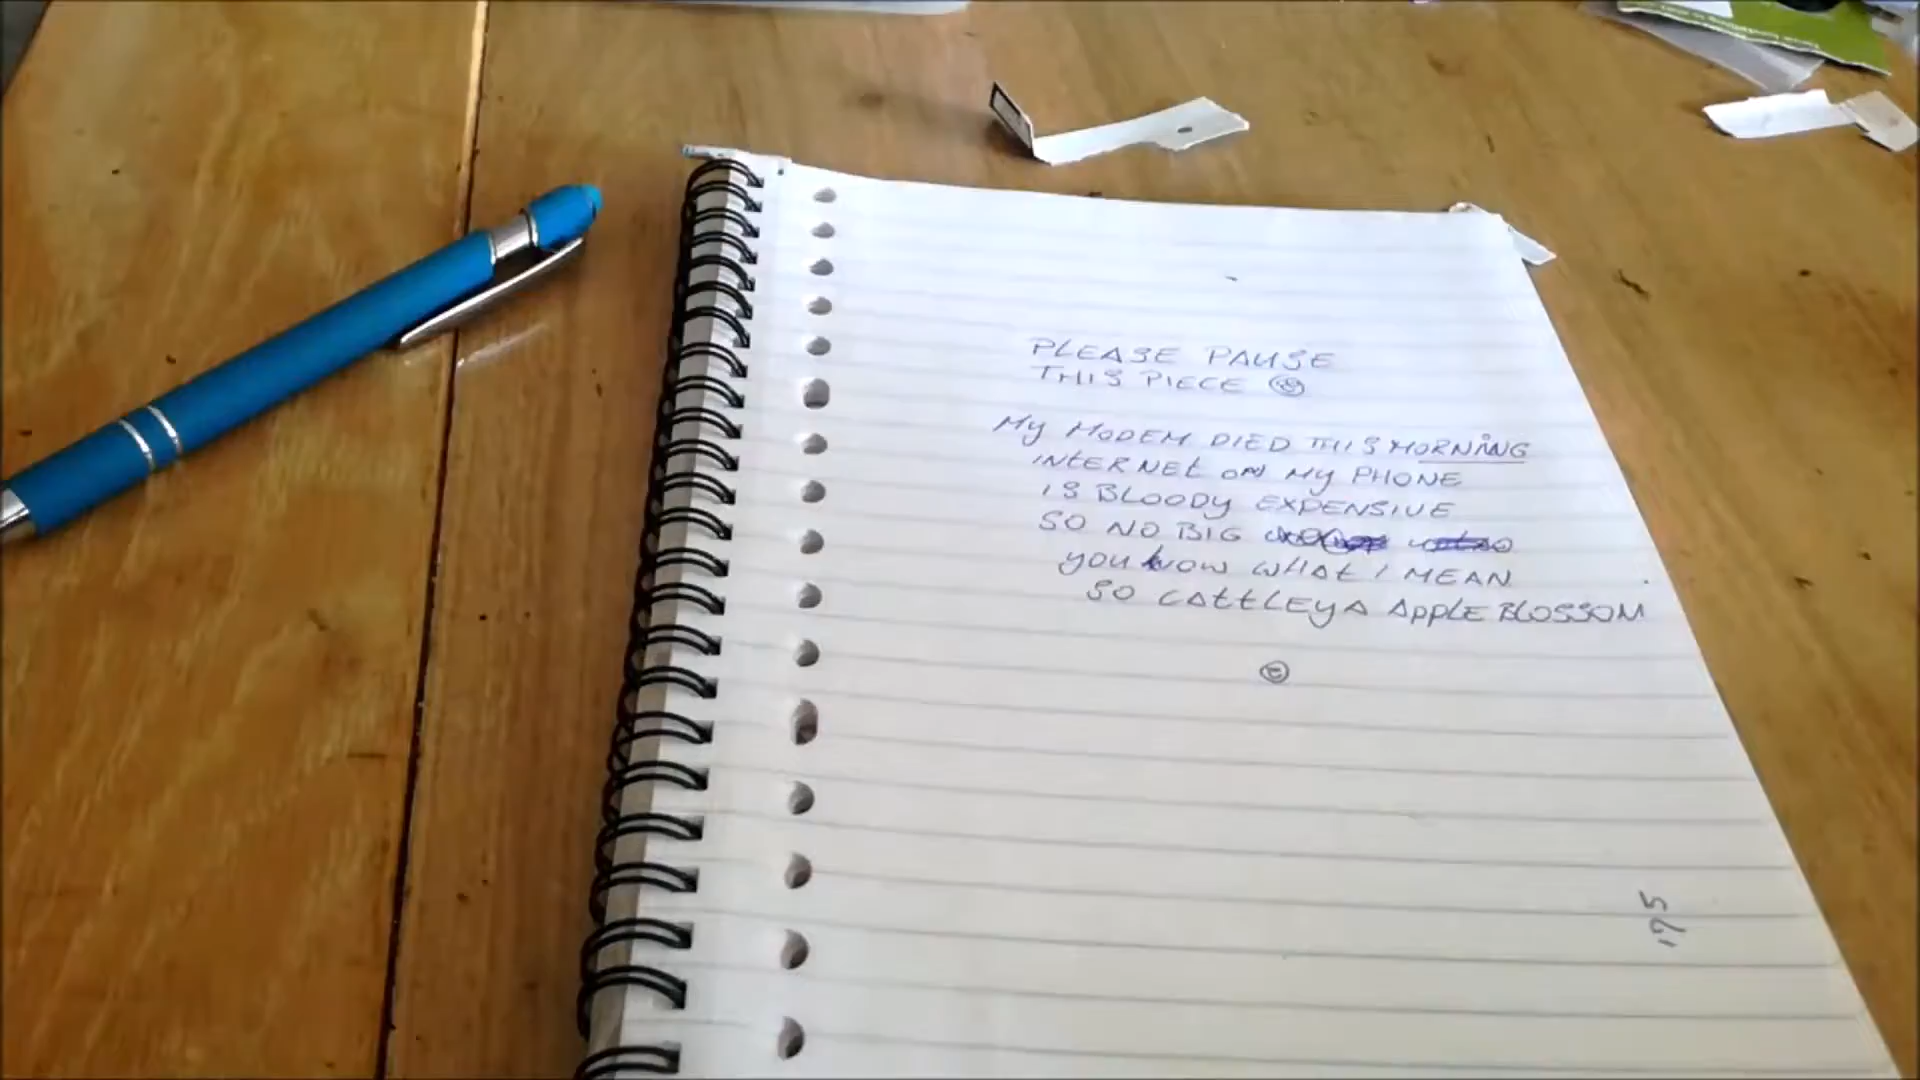 PLEASE PAUSE
THIS PIECE
MY MODEM DIED THIS MORNING
INTERNET ON MY PHONE
IS BLOODY EXPENSIVE
SO NO BIG
YOU KNOW WHAT I MEAN
SO CATTLEYA APPLE BLOSSOM
175